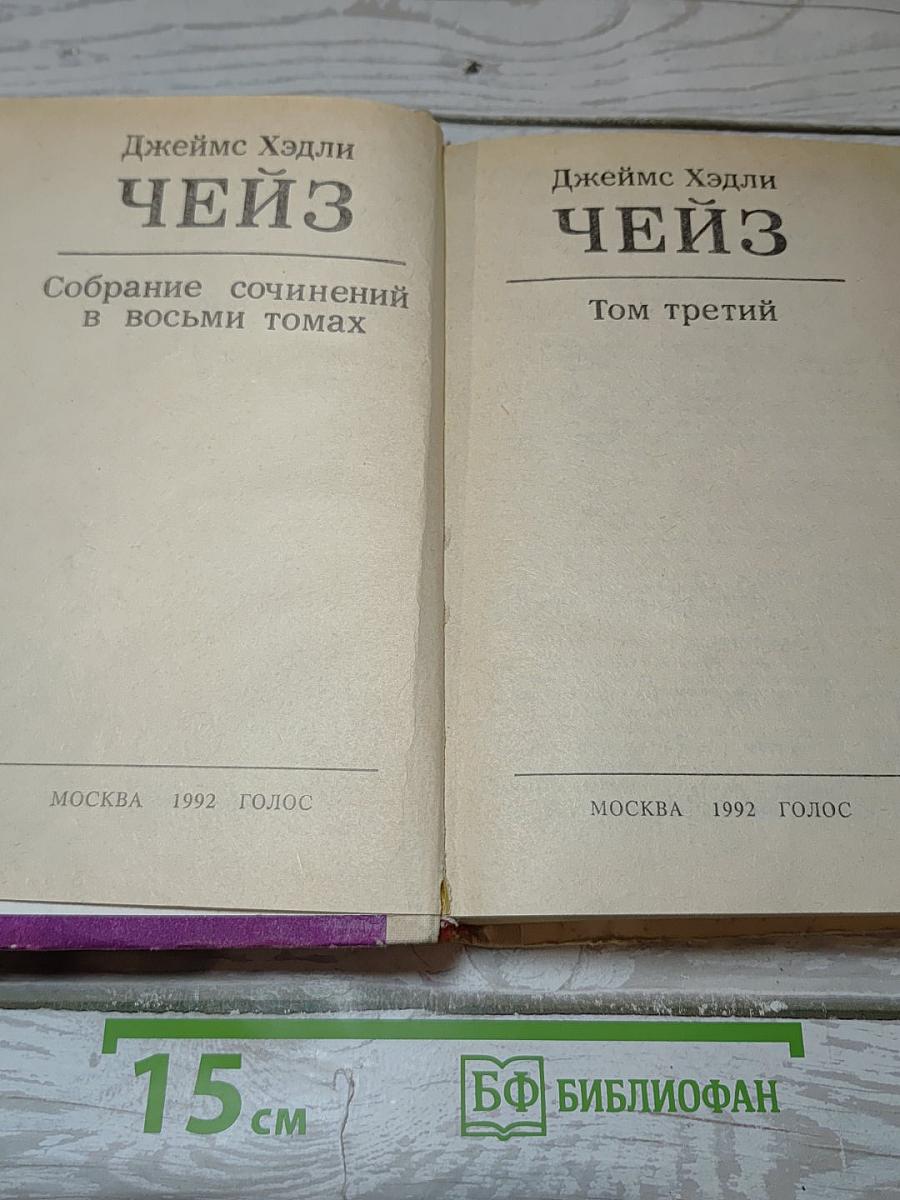 Джеймс Хэдли
ЧЕЙЗ
Собрание сочинений
в восьми томах
МОСКВА 1992 ГОЛОС
Джеймс Хэдли
ЧЕЙЗ
Том третий
МОСКВА 1992 ГОЛОС
15 см
БФ БИБЛИОФАН